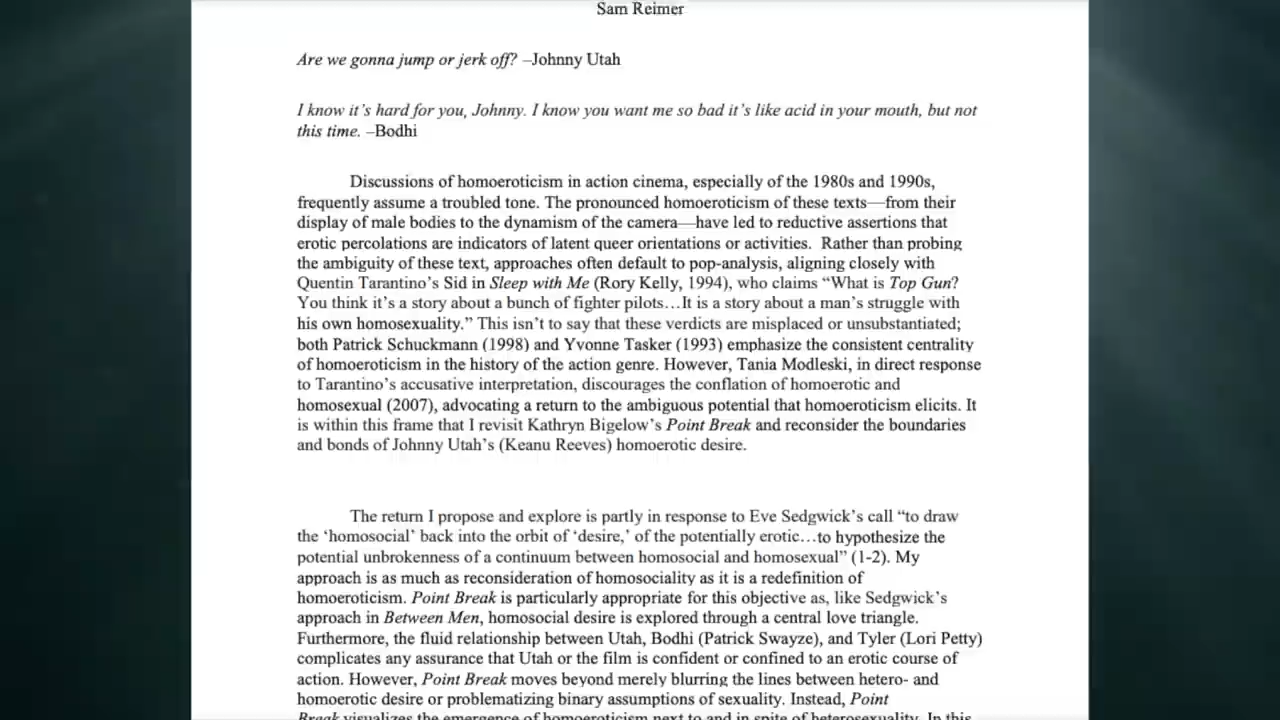 Sam Reimer
Are we gonna jump or jerk off? –Johnny Utah
I know it's hard for you, Johnny. I know you want me so bad it's like acid in your mouth, but not
this time. –Bodhi
Discussions of homoeroticism in action cinema, especially of the 1980s and 1990s,
frequently assume a troubled tone. The pronounced homoeroticism of these texts—from their
display of male bodies to the dynamism of the camera—have led to reductive assertions that
erotic percolations are indicators of latent queer orientations or activities.  Rather than probing
the ambiguity of these text, approaches often default to pop-analysis, aligning closely with
Quentin Tarantino's Sid in Sleep with Me (Rory Kelly, 1994), who claims “What is Top Gun?
You think it's a story about a bunch of fighter pilots…It is a story about a man's struggle with
his own homosexuality.” This isn't to say that these verdicts are misplaced or unsubstantiated;
both Patrick Schuckmann (1998) and Yvonne Tasker (1993) emphasize the consistent centrality
of homoeroticism in the history of the action genre. However, Tania Modleski, in direct response
to Tarantino's accusative interpretation, discourages the conflation of homoerotic and
homosexual (2007), advocating a return to the ambiguous potential that homoeroticism elicits. It
is within this frame that I revisit Kathryn Bigelow's Point Break and reconsider the boundaries
and bonds of Johnny Utah's (Keanu Reeves) homoerotic desire.
The return I propose and explore is partly in response to Eve Sedgwick's call “to draw
the ‘homosocial’ back into the orbit of ‘desire,’ of the potentially erotic…to hypothesize the
potential unbrokenness of a continuum between homosocial and homosexual” (1-2). My
approach is as much as reconsideration of homosociality as it is a redefinition of
homoeroticism. Point Break is particularly appropriate for this objective as, like Sedgwick's
approach in Between Men, homosocial desire is explored through a central love triangle.
Furthermore, the fluid relationship between Utah, Bodhi (Patrick Swayze), and Tyler (Lori Petty)
complicates any assurance that Utah or the film is confident or confined to an erotic course of
action. However, Point Break moves beyond merely blurring the lines between hetero- and
homoerotic desire or problematizing binary assumptions of sexuality. Instead, Point
Break visualizes the emergence of homoeroticism next to and in spite of heterosexuality. In this